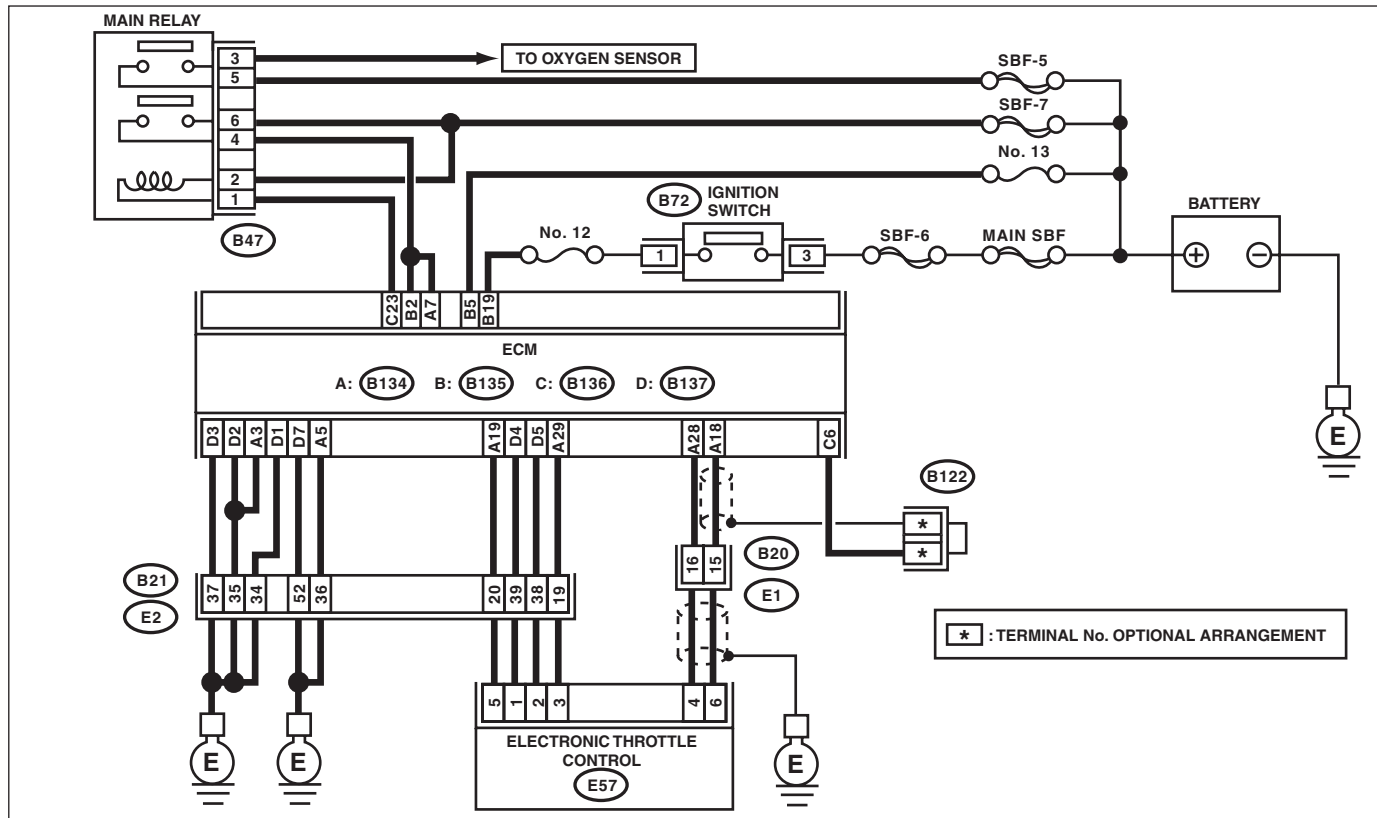 MAIN RELAY
3
5
6
4
2
1
B47
TO OXYGEN SENSOR
SBF-5
SBF-7
No. 13
B72
IGNITION
SWITCH
No. 12
1
3
SBF-6
MAIN SBF
BATTERY
+
−
E
C23
B2
A7
B5
B19
ECM
A: B134 B: B135 C: B136 D: B137
D3
D2
A3
D1
D7
A5
A19
D4
D5
A29
A28
A18
C6
B122
*
*
B21
E2
37
35
34
52
36
20
39
38
19
16
15
B20
E1
* : TERMINAL No. OPTIONAL ARRANGEMENT
5
1
2
3
4
6
ELECTRONIC THROTTLE
CONTROL
E57
E
E
E